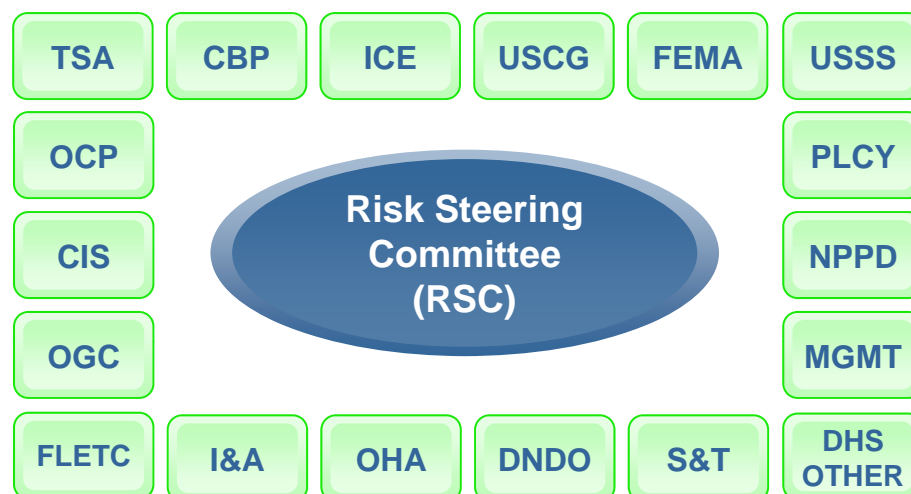 TSA
CBP
ICE
USCG
FEMA
USSS
OCP
PLCY
Risk Steering
Committee
(RSC)
CIS
NPPD
OGC
MGMT
FLETC
I&A
OHA
DNDO
S&T
DHS
OTHER